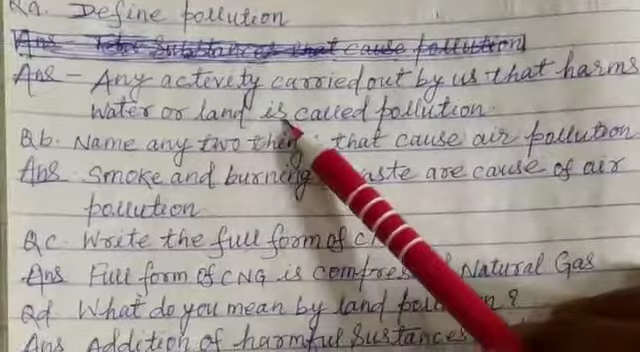 Qa. Define pollution
Ans - Any activety carried out by us that harms
Water or land is called pollution.
Qb. Name any two that cause air pollution
Ans. Smoke and burning are cause of air
pollution
Qc. Write the full form of
Ans Full form of CNG is Natural Gas
Qd. What do you mean by land ?
Ans Addition of harmful Sustances